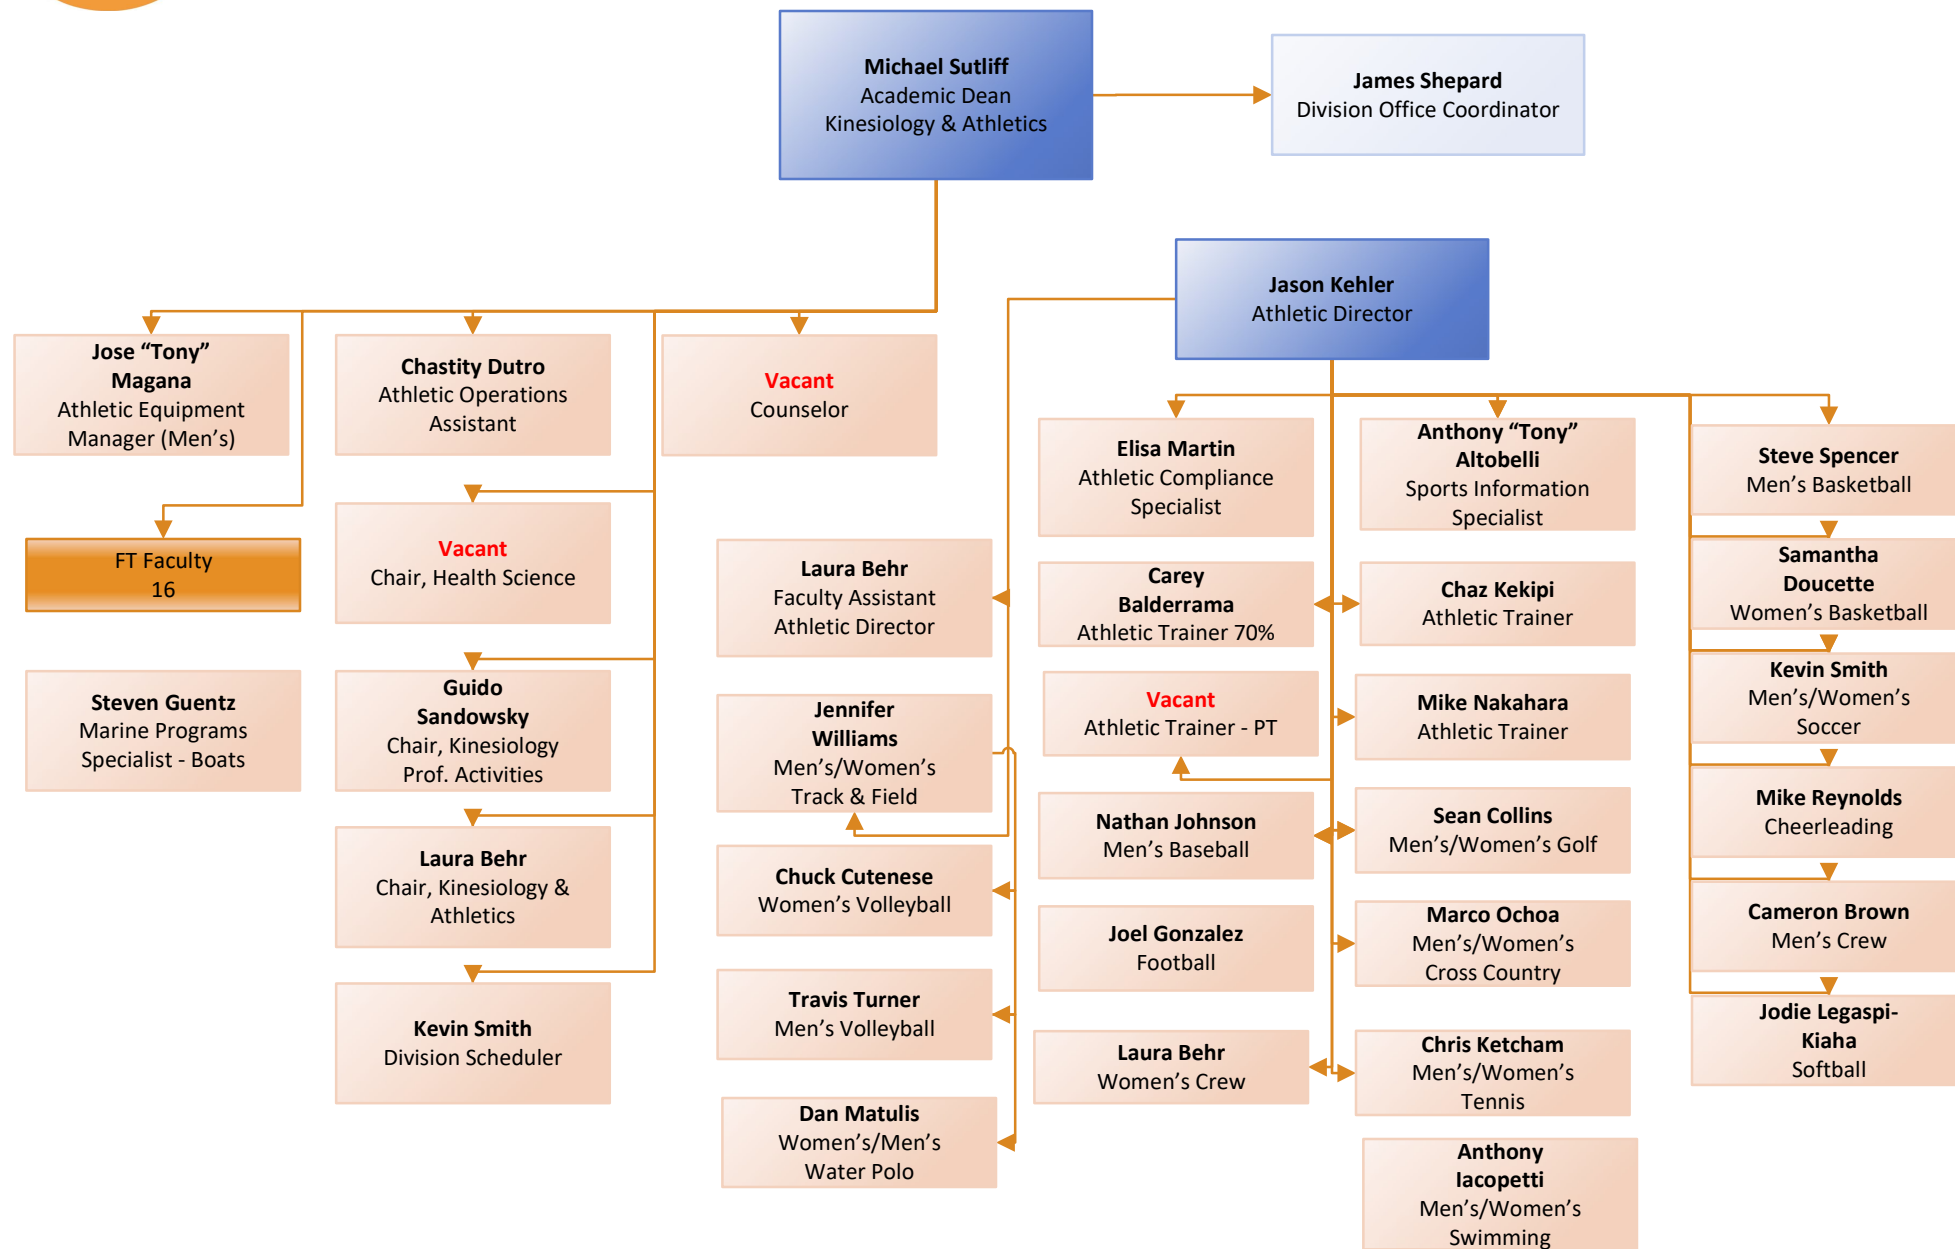 Michael Sutliff
Academic Dean
Kinesiology & Athletics
James Shepard
Division Office Coordinator
Jason Kehler
Athletic Director
Jose “Tony”
Magana
Athletic Equipment
Manager (Men’s)
Chastity Dutro
Athletic Operations
Assistant
Vacant
Counselor
FT Faculty
16
Vacant
Chair, Health Science
Steven Guentz
Marine Programs
Specialist - Boats
Guido
Sandowsky
Chair, Kinesiology
Prof. Activities
Laura Behr
Chair, Kinesiology &
Athletics
Kevin Smith
Division Scheduler
Laura Behr
Faculty Assistant
Athletic Director
Jennifer
Williams
Men’s/Women’s
Track & Field
Chuck Cutenese
Women’s Volleyball
Travis Turner
Men’s Volleyball
Dan Matulis
Women’s/Men’s
Water Polo
Elisa Martin
Athletic Compliance
Specialist
Carey
Balderrama
Athletic Trainer 70%
Vacant
Athletic Trainer - PT
Nathan Johnson
Men’s Baseball
Joel Gonzalez
Football
Laura Behr
Women’s Crew
Anthony “Tony”
Altobelli
Sports Information
Specialist
Chaz Kekipi
Athletic Trainer
Mike Nakahara
Athletic Trainer
Sean Collins
Men’s/Women’s Golf
Marco Ochoa
Men’s/Women’s
Cross Country
Chris Ketcham
Men’s/Women’s
Tennis
Anthony
Iacopetti
Men’s/Women’s
Swimming
Steve Spencer
Men’s Basketball
Samantha
Doucette
Women’s Basketball
Kevin Smith
Men’s/Women’s
Soccer
Mike Reynolds
Cheerleading
Cameron Brown
Men’s Crew
Jodie Legaspi-
Kiaha
Softball